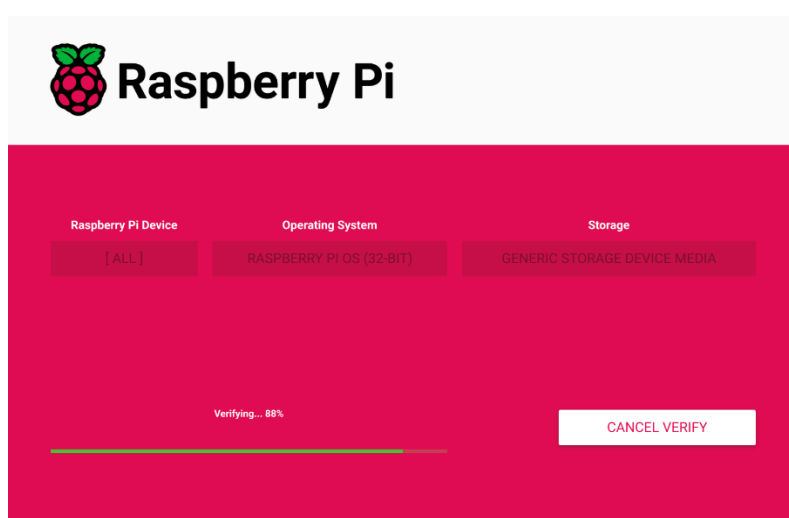 Raspberry Pi
Raspberry Pi Device
Operating System
Storage
[ ALL ]
RASPBERRY PI OS (32-BIT)
GENERIC STORAGE DEVICE MEDIA
Verifying... 88%
CANCEL VERIFY